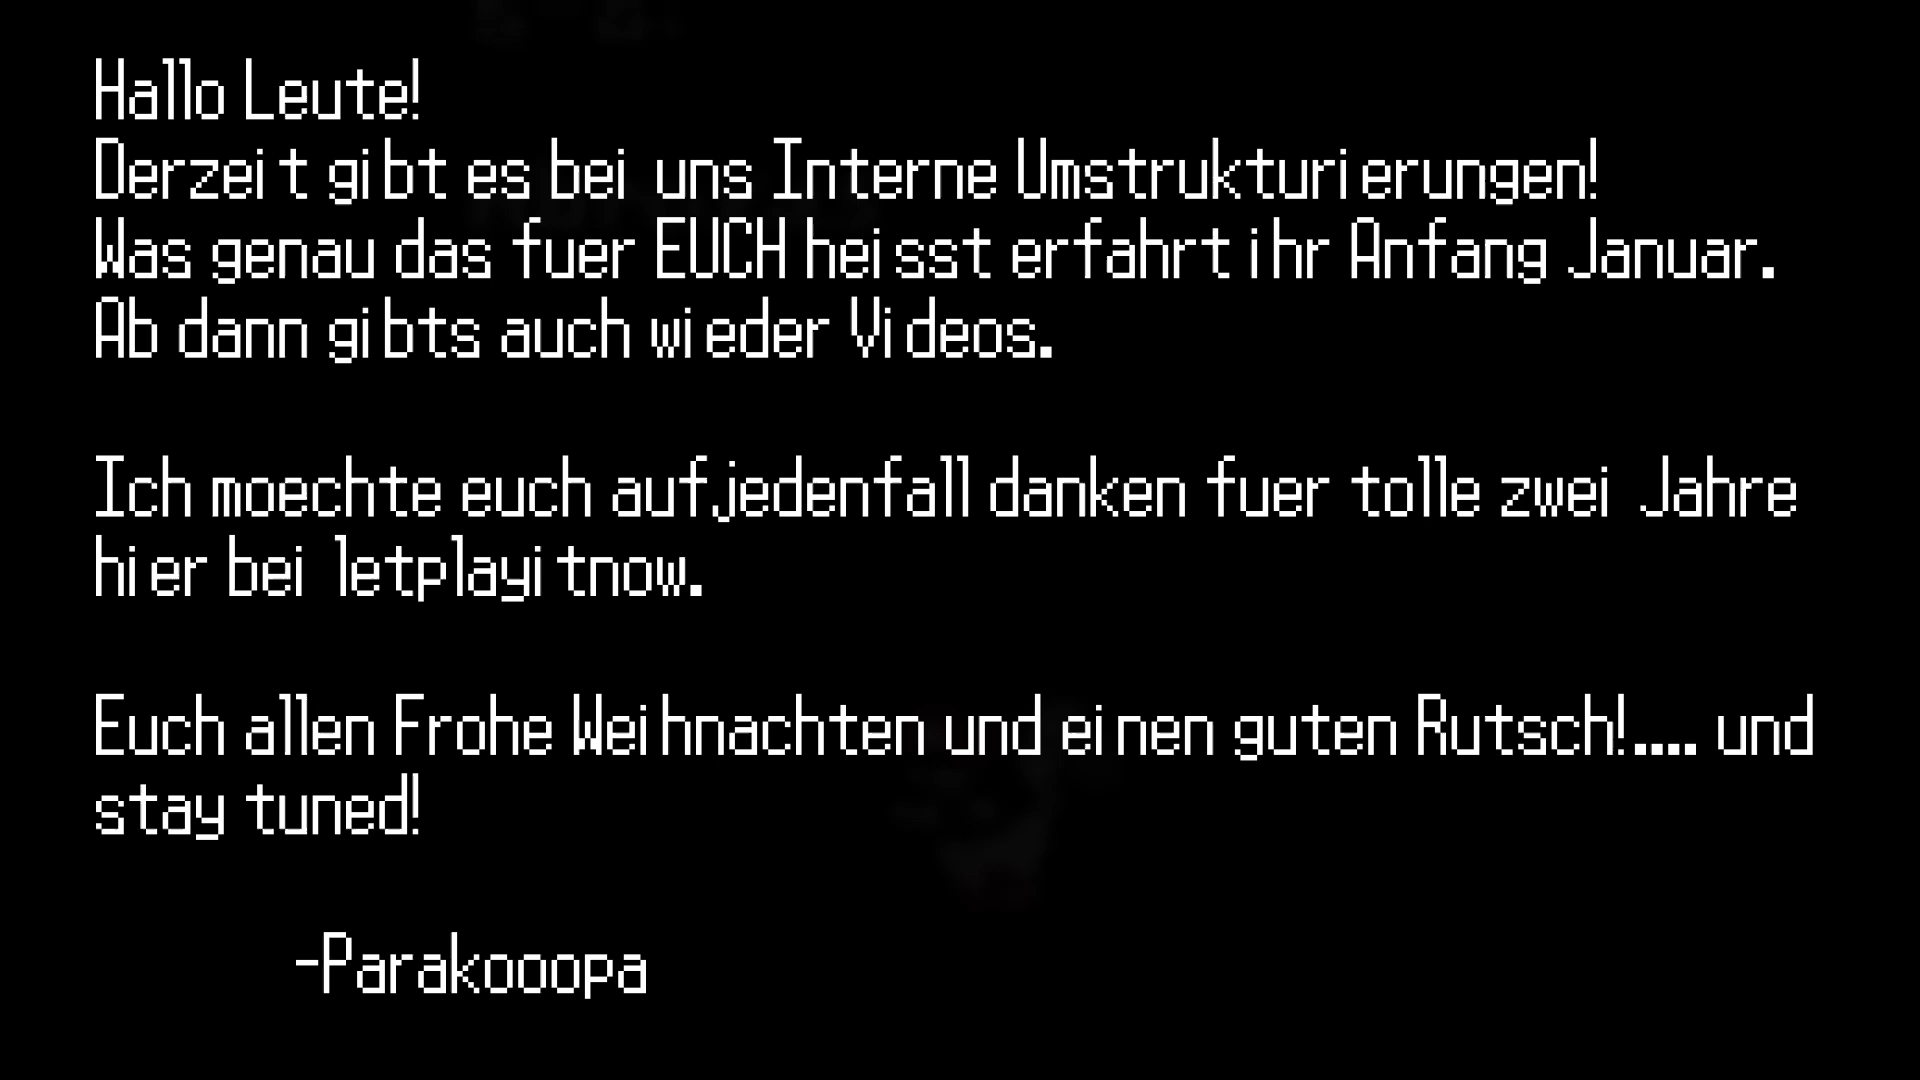 Hallo Leute!
Derzeit gibt es bei uns Interne Umstrukturierungen!
Was genau das fuer EUCH heisst erfahrt ihr Anfang Januar.
Ab dann gibts auch wieder Videos.
Ich moechte euch aufjedenfall danken fuer tolle zwei Jahre
hier bei letplayitnow.
Euch allen Frohe Weihnachten und einen guten Rutsch!.... und
stay tuned!
-Parakooopa